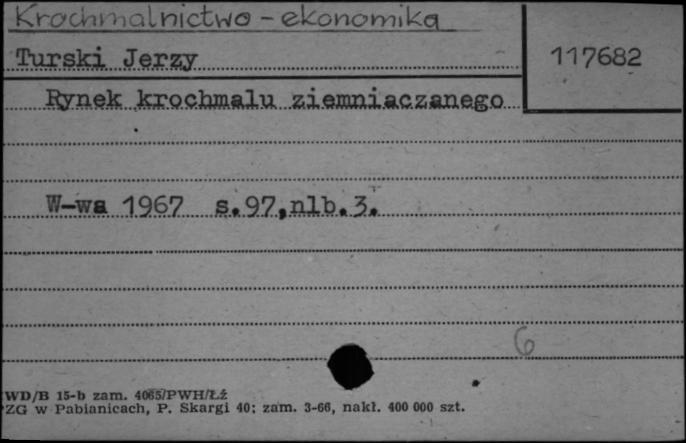 Krochmalnictwo - ekonomika
Turski Jerzy
117682
Rynek krochmalu ziemniaczanego
W-wa 1967 s.97,nlb.3.
6
WD/B 15-b zam. 4065/PWH/Łź
ZG w Pabianicach, P. Skargi 40; zam. 3-66, nakł. 400 000 szt.